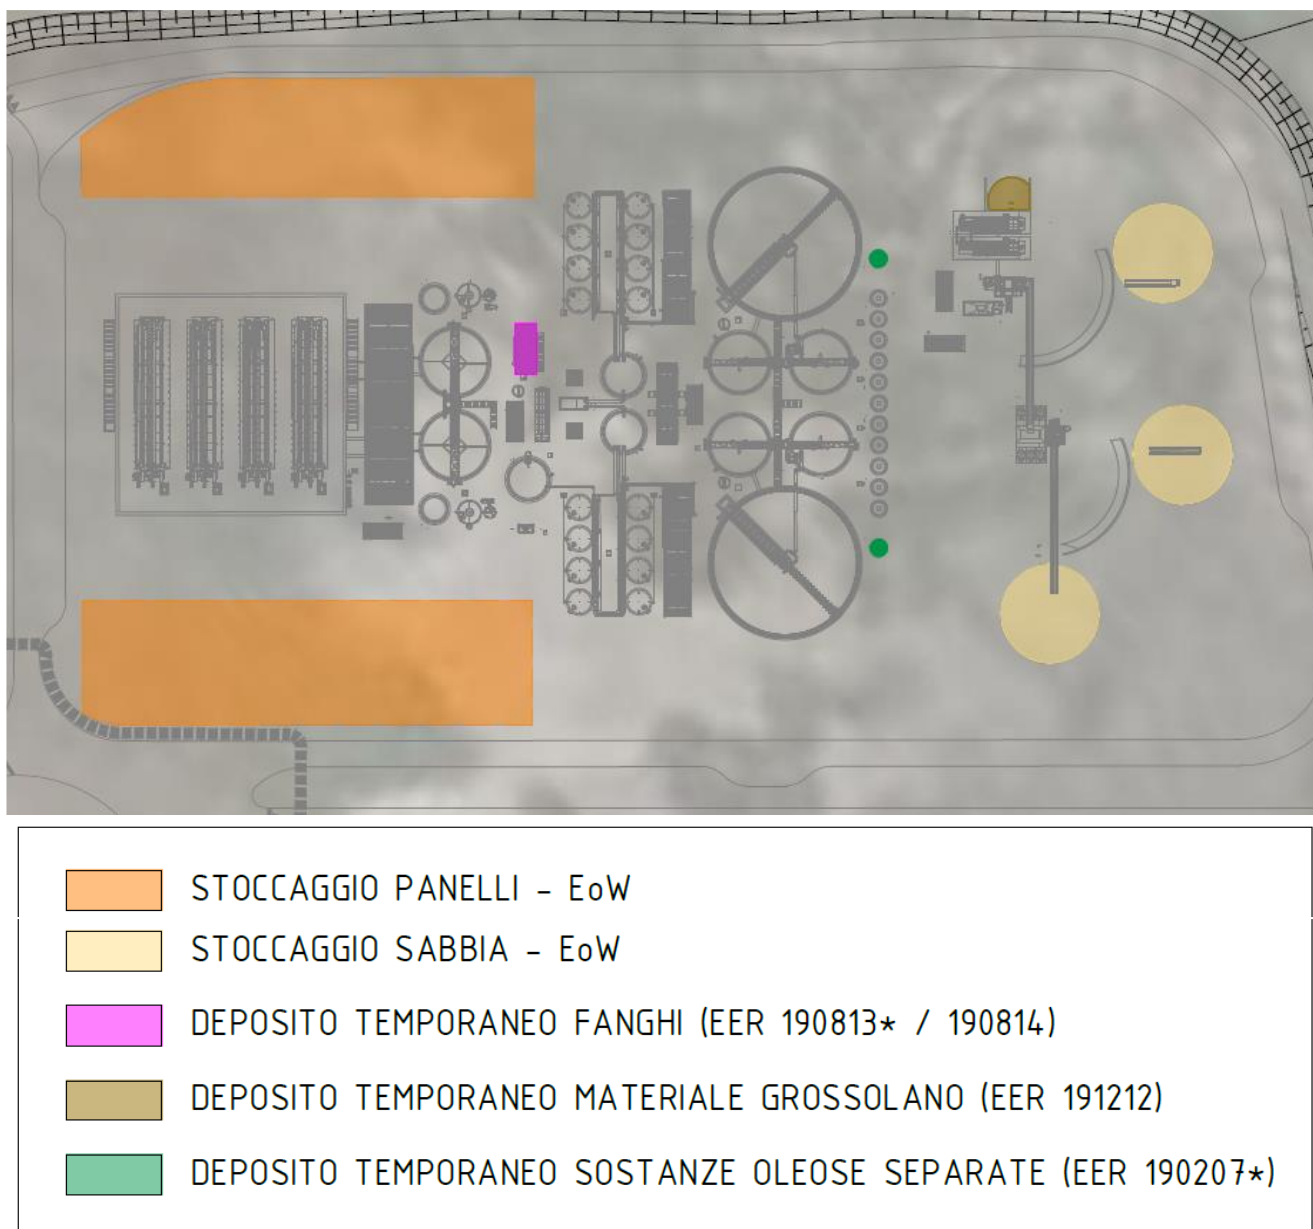 STOCCAGGIO PANELLI - EoW
STOCCAGGIO SABBIA - EoW
DEPOSITO TEMPORANEO FANGHI (EER 190813* / 190814)
DEPOSITO TEMPORANEO MATERIALE GROSSOLANO (EER 191212)
DEPOSITO TEMPORANEO SOSTANZE OLEOSE SEPARATE (EER 190207*)